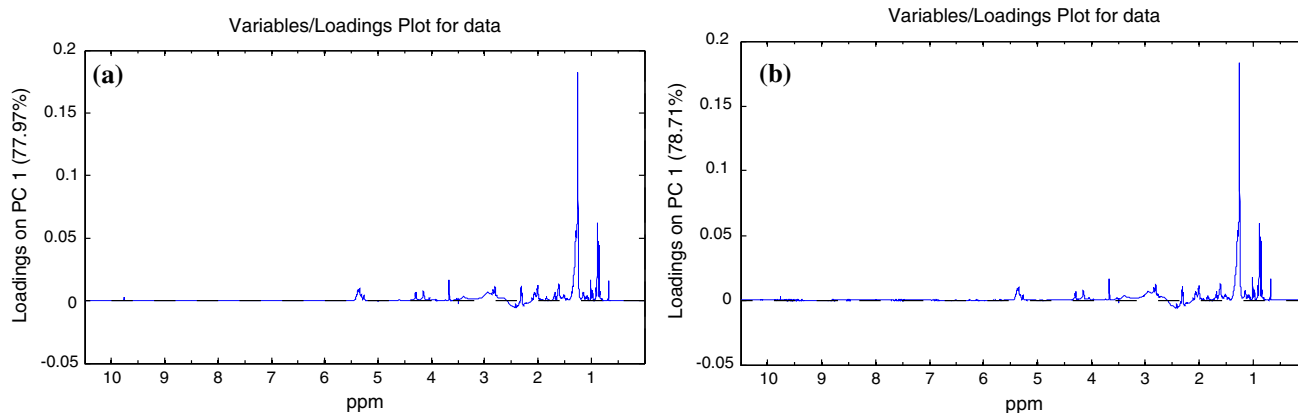 Variables/Loadings Plot for data
(a)
Loadings on PC 1 (77.97%)
0.2
0.15
0.1
0.05
0
-0.05
10 9 8 7 6 5 4 3 2 1
ppm
Variables/Loadings Plot for data
(b)
Loadings on PC 1 (78.71%)
0.2
0.15
0.1
0.05
0
-0.05
10 9 8 7 6 5 4 3 2 1
ppm